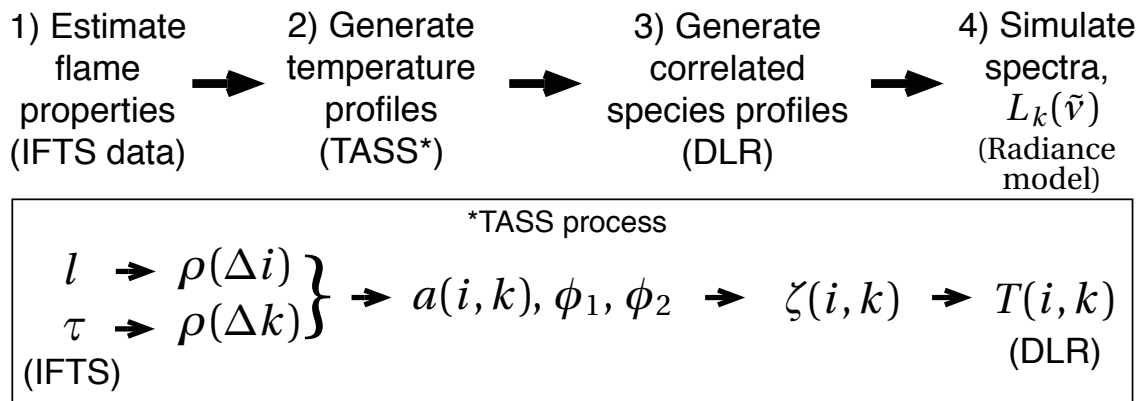 1) Estimate flame properties (IFTS data)
2) Generate temperature profiles (TASS*)
3) Generate correlated species profiles (DLR)
4) Simulate spectra, L_k(ṽ) (Radiance model)
*TASS process
l → ρ(Δi)
τ → ρ(Δk)
(IFTS)
} → a(i, k), ϕ₁, ϕ₂ → ζ(i, k) → T(i, k)
(DLR)